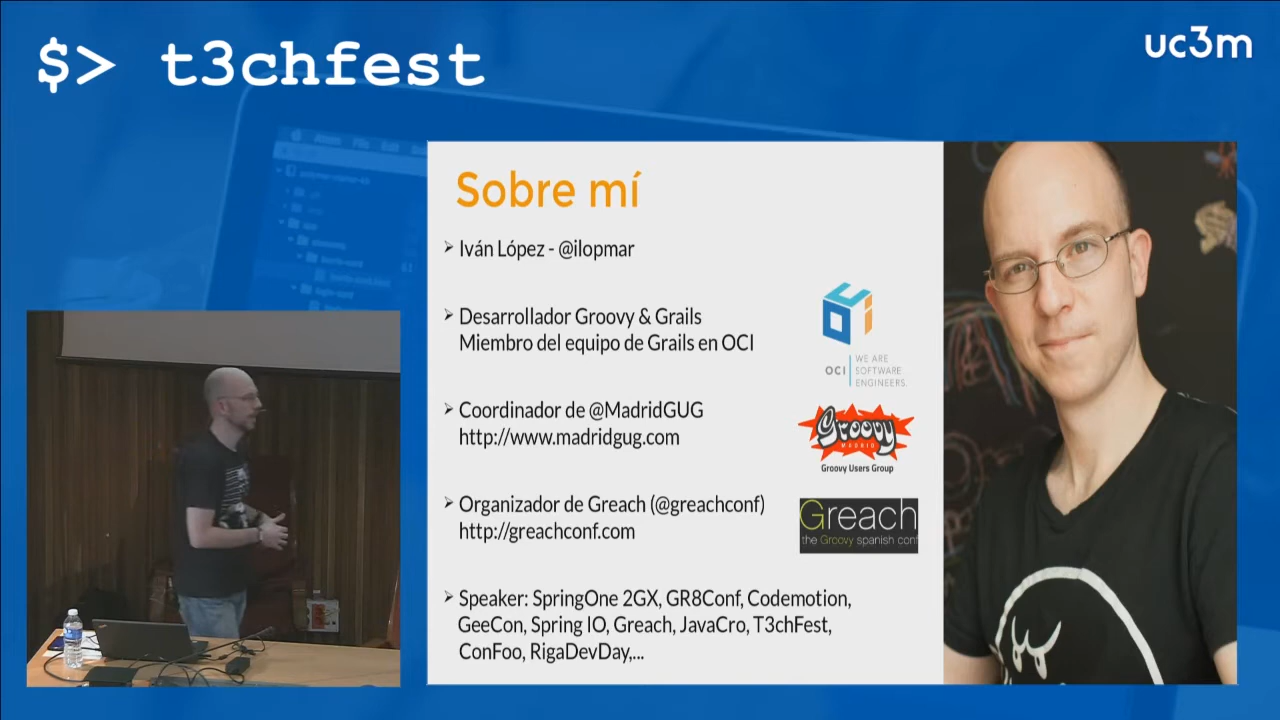 $> t3chfest
uc3m
Sobre mí
➢ Iván López - @ilopmar
➢ Desarrollador Groovy & Grails
Miembro del equipo de Grails en OCI
OCI
WE ARE
SOFTWARE
ENGINEERS.
➢ Coordinador de @MadridGUG
http://www.madridgug.com
Groovy
MADRID
Groovy Users Group
➢ Organizador de Greach (@greachconf)
http://greachconf.com
Greach
the Groovy spanish conf
➢ Speaker: SpringOne 2GX, GR8Conf, Codemotion,
GeeCon, Spring IO, Greach, JavaCro, T3chFest,
ConFoo, RigaDevDay,...